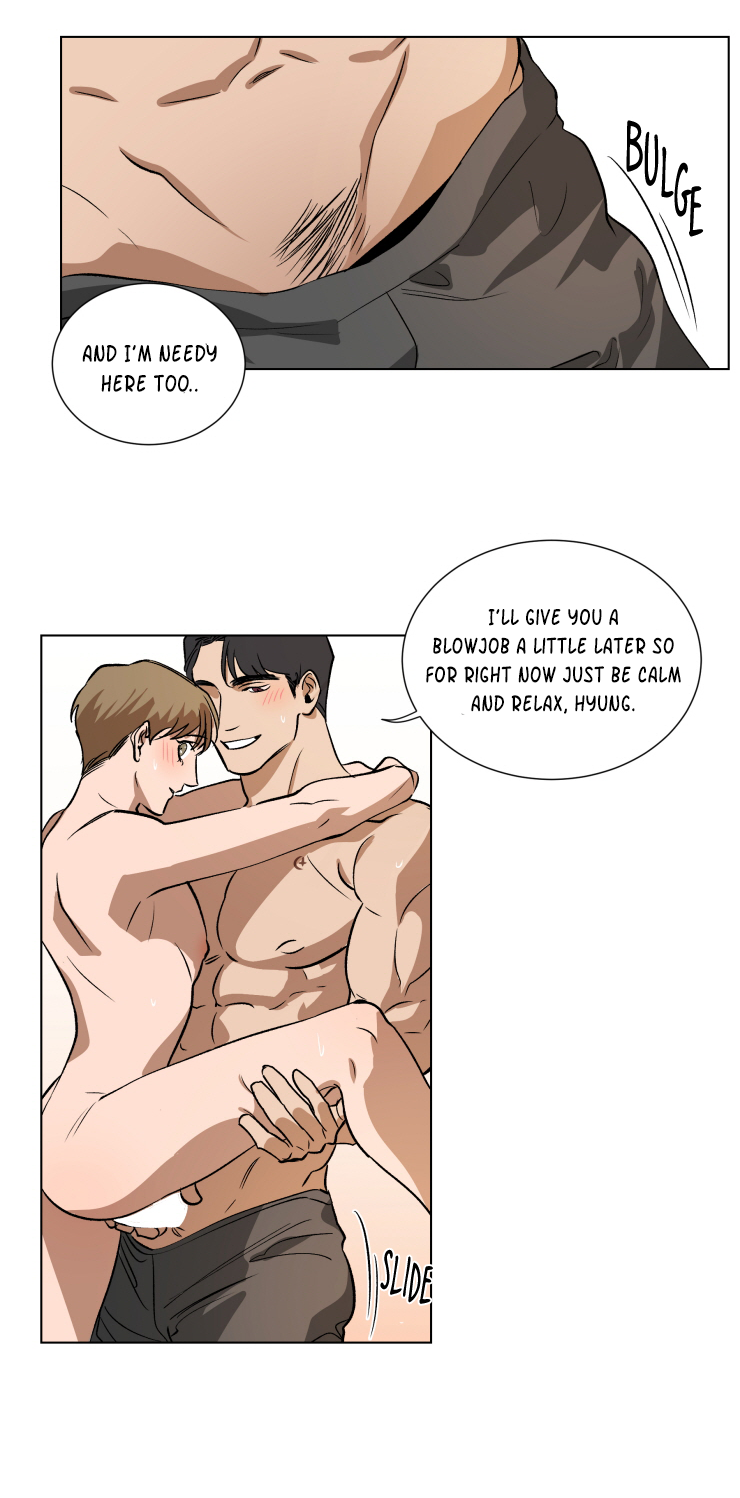 BULGE
AND I'M NEEDY
HERE TOO..
I'LL GIVE YOU A
BLOWJOB A LITTLE LATER SO
FOR RIGHT NOW JUST BE CALM
AND RELAX, HYUNG.
SLIDE